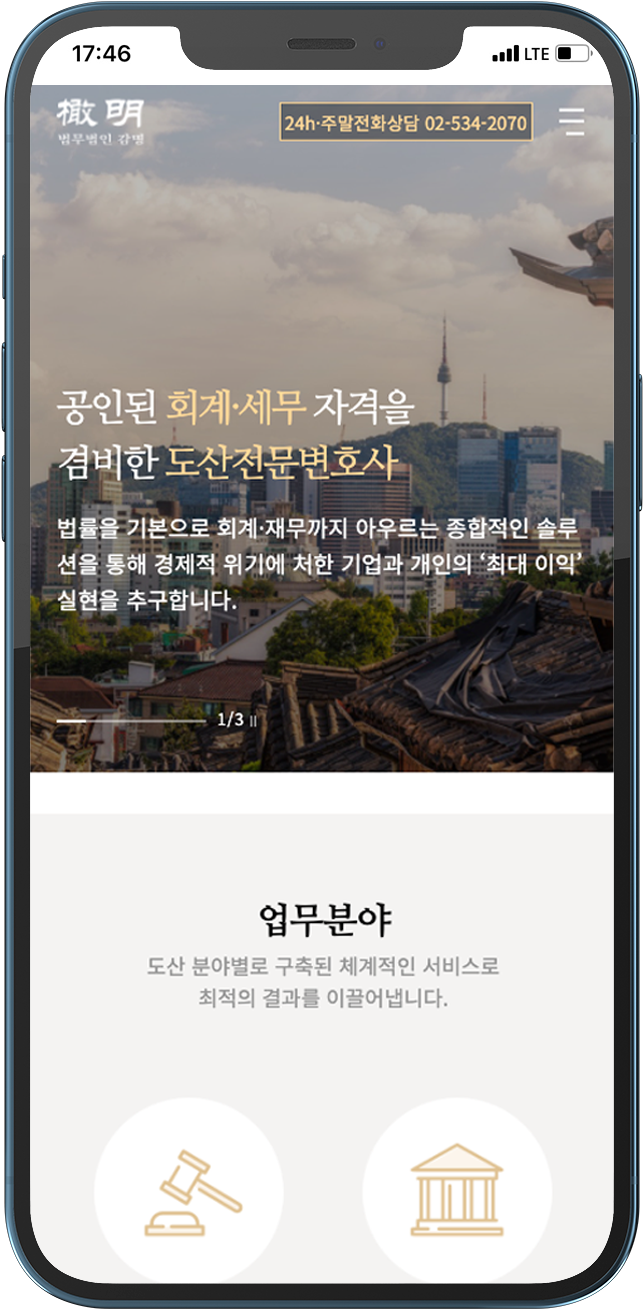 17:46
LTE
橄明
법무법인 감명
24h·주말전화상담 02-534-2070
공인된 회계·세무 자격을
겸비한 도산전문변호사
법률을 기본으로 회계·재무까지 아우르는 종합적인 솔루
션을 통해 경제적 위기에 처한 기업과 개인의 ‘최대 이익’
실현을 추구합니다.
1/3
업무분야
도산 분야별로 구축된 체계적인 서비스로
최적의 결과를 이끌어냅니다.